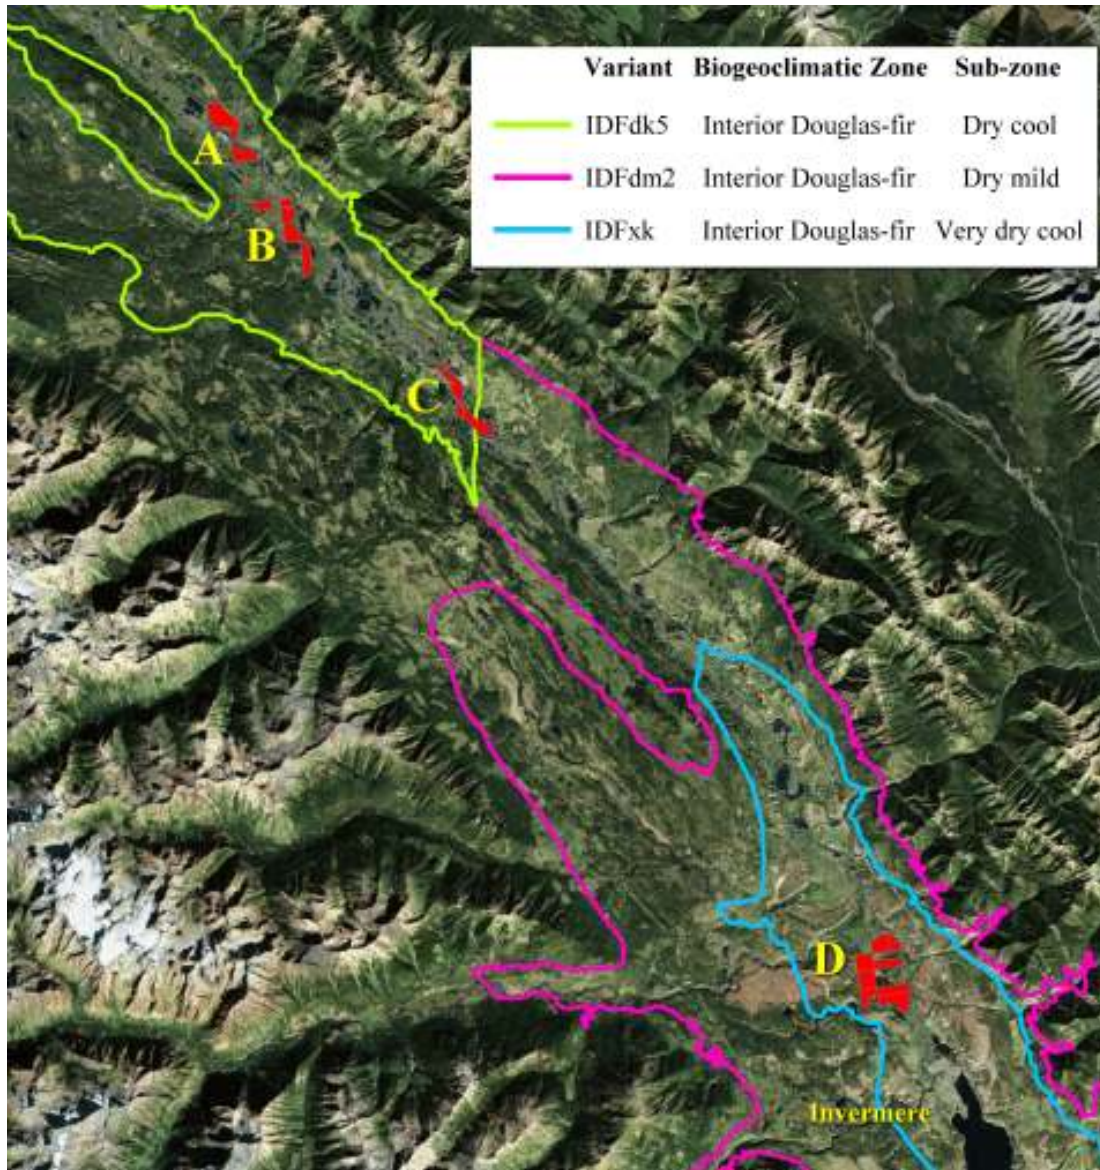 Variant Biogeoclimatic Zone Sub-zone
IDFdk5 Interior Douglas-fir Dry cool
IDFdm2 Interior Douglas-fir Dry mild
IDFxk Interior Douglas-fir Very dry cool
A
B
C
D
Invermere